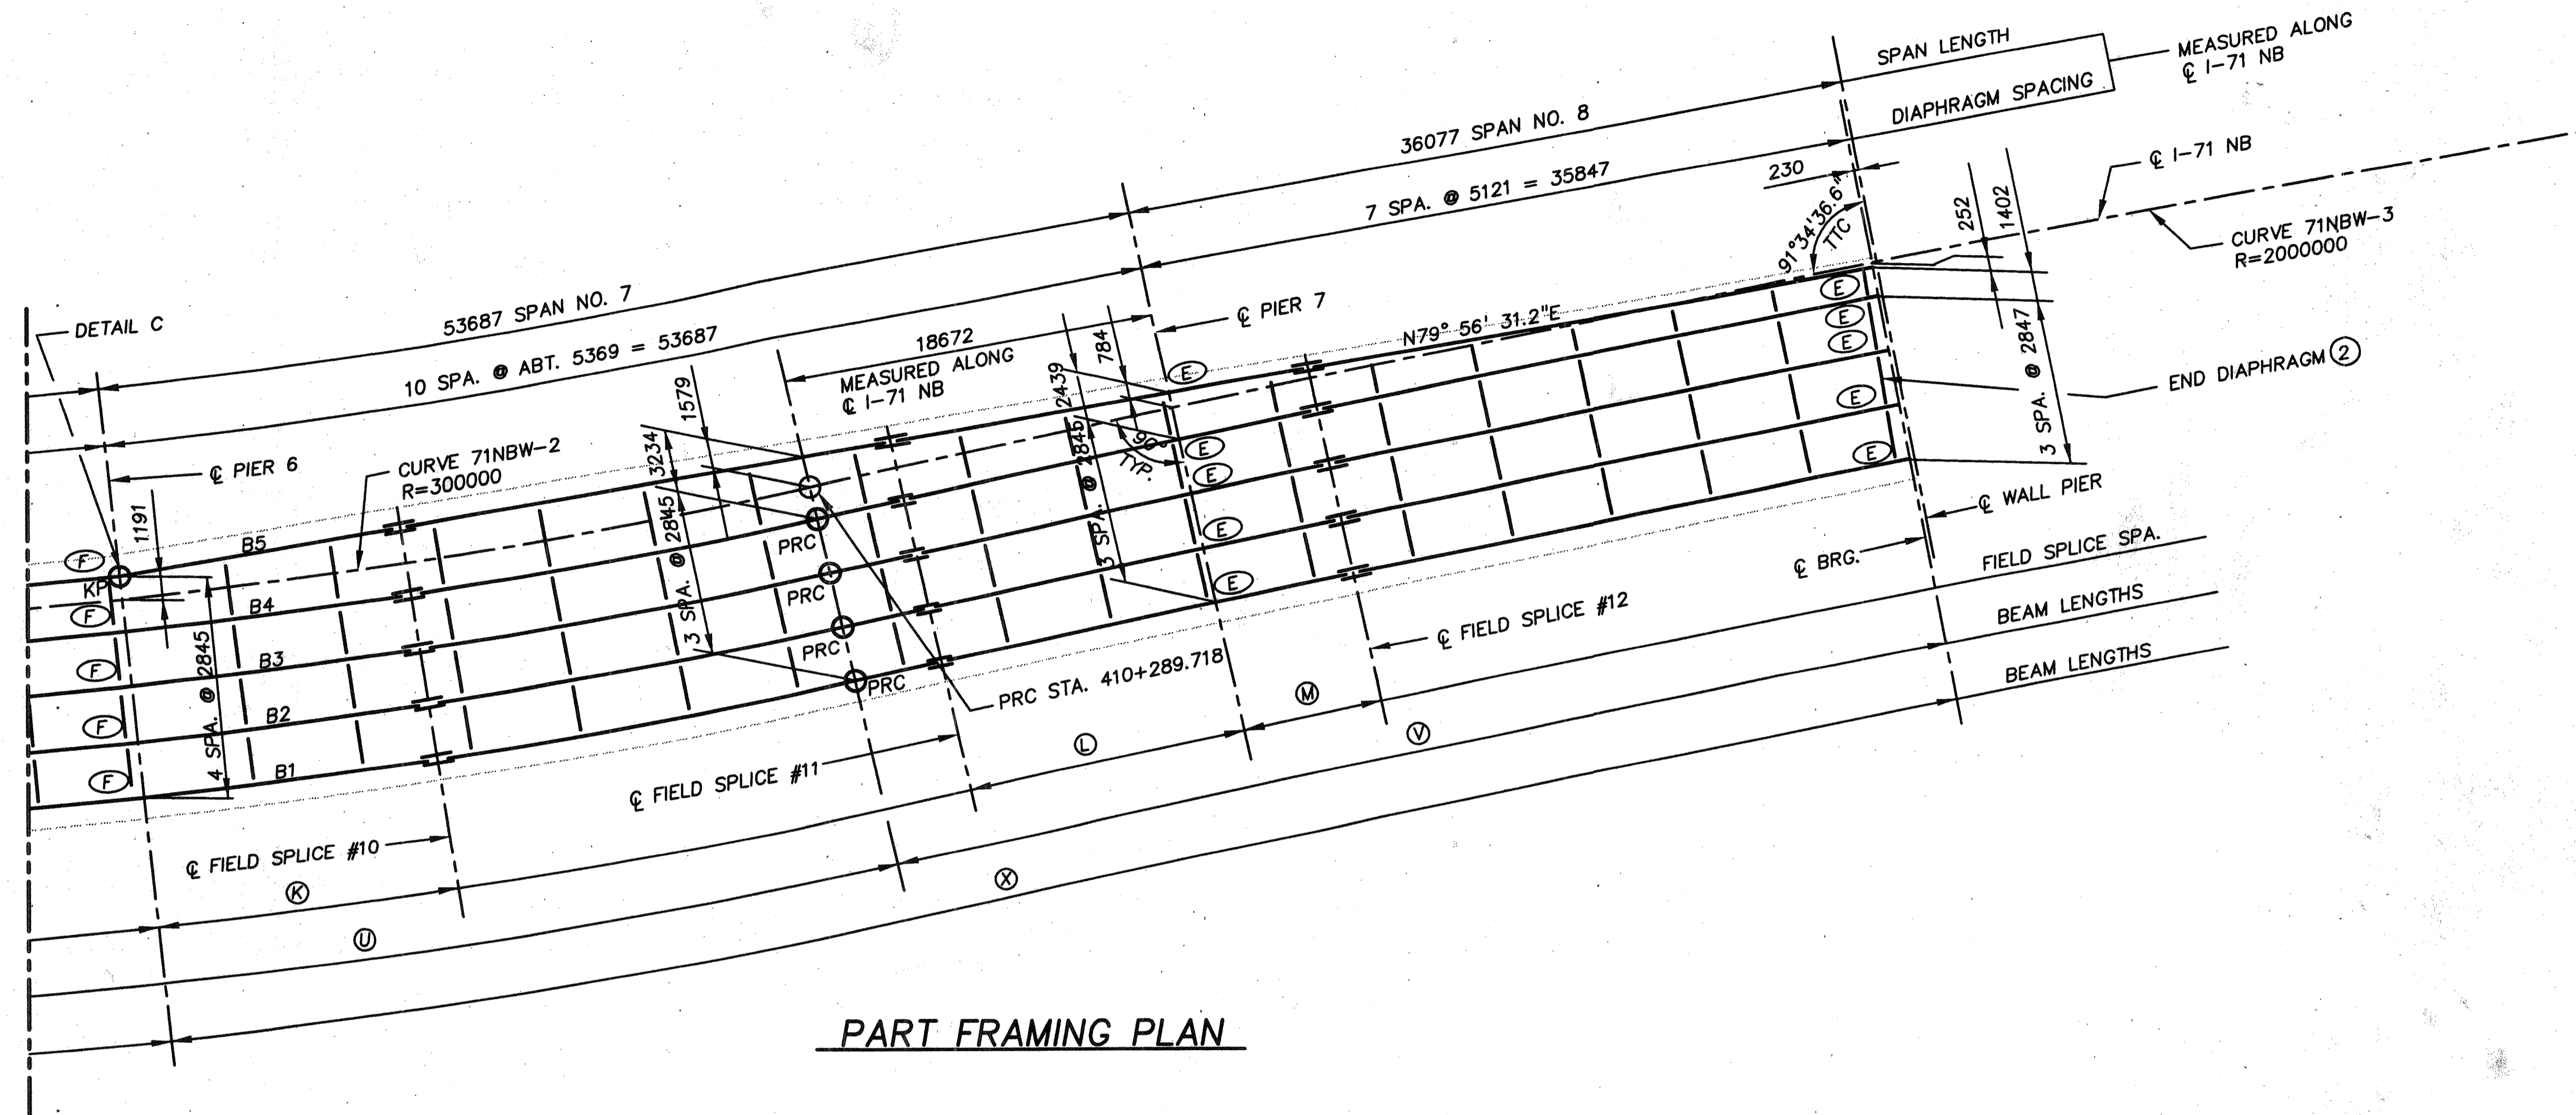 SPAN LENGTH
MEASURED ALONG
℄ I-71 NB
DIAPHRAGM SPACING
36077 SPAN NO. 8
7 SPA. @ 5121 = 35847
230
℄ I-71 NB
91°34'36.6"
TTC
252
1402
CURVE 71NBW-3
R=2000000
DETAIL C
53687 SPAN NO. 7
10 SPA. @ ABT. 5369 = 53687
18672
MEASURED ALONG
℄ I-71 NB
1579
3234
3 SPA. @ 2845
2439
784
3 SPA. @ 2845
90°
TYP.
℄ PIER 7
N79° 56' 31.2"E
E
E
E
E
E
E
E
E
E
E
3 SPA. @ 2847
END DIAPHRAGM 2
℄ PIER 6
CURVE 71NBW-2
R=300000
1191
F
KP
F
F
F
F
B5
B4
B3
B2
B1
4 SPA. @ 2845
PRC
PRC
PRC
PRC
PRC STA. 410+289.718
℄ WALL PIER
℄ BRG.
FIELD SPLICE SPA.
BEAM LENGTHS
BEAM LENGTHS
℄ FIELD SPLICE #12
℄ FIELD SPLICE #11
℄ FIELD SPLICE #10
K
L
M
V
U
X
PART FRAMING PLAN